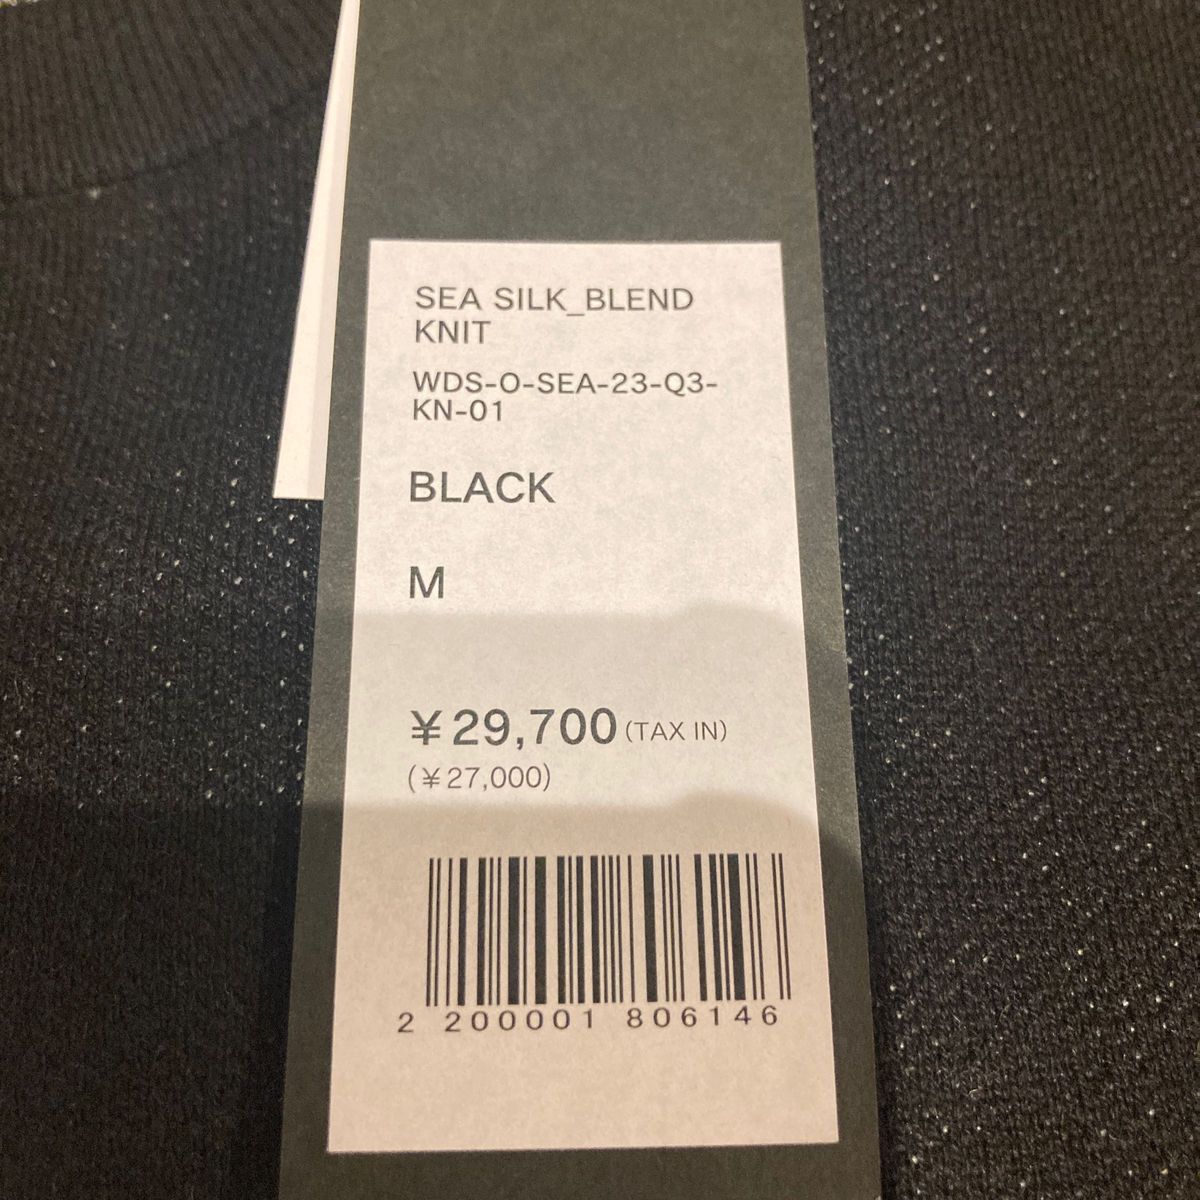 SEA SILK_BLEND
KNIT
WDS-O-SEA-23-Q3-
KN-01
BLACK
M
¥29,700(TAX IN)
(¥27,000)
2 200001 806146